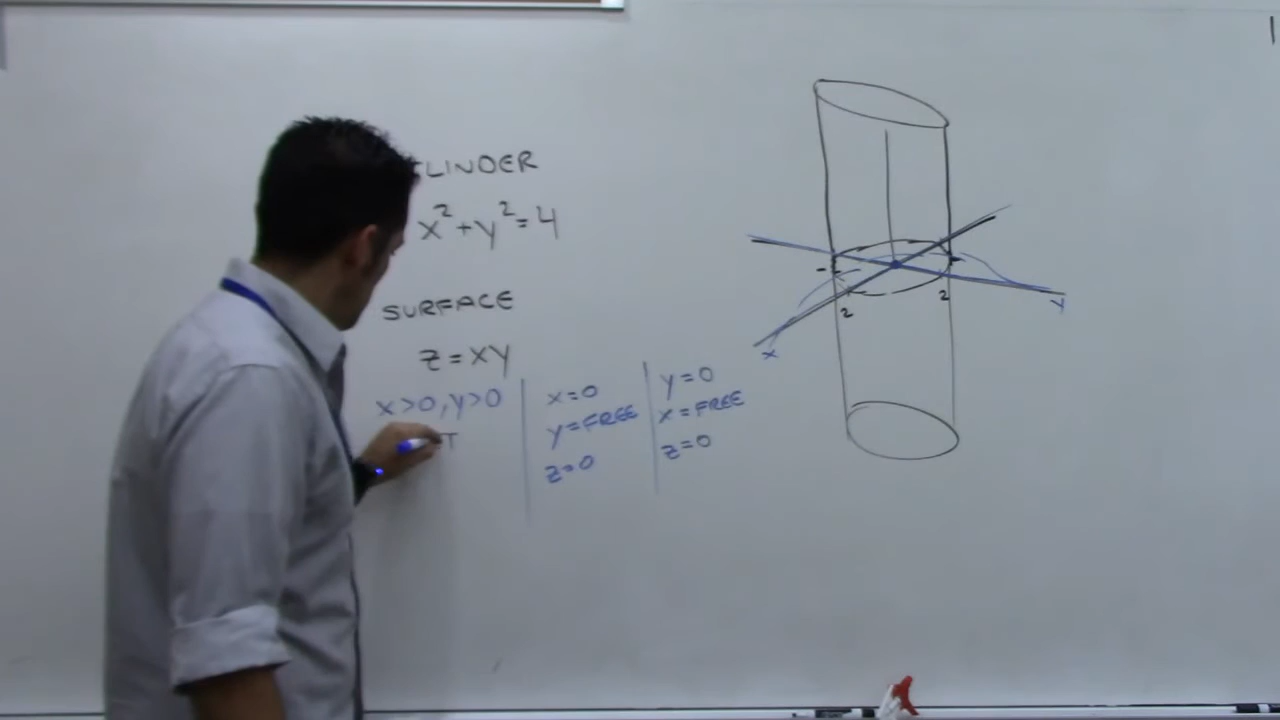 LINDER
x²+y²=4
SURFACE
z=xy
x>0, y>0
x=0
y=FREE
z=0
y=0
x=FREE
z=0
2
2
x
y